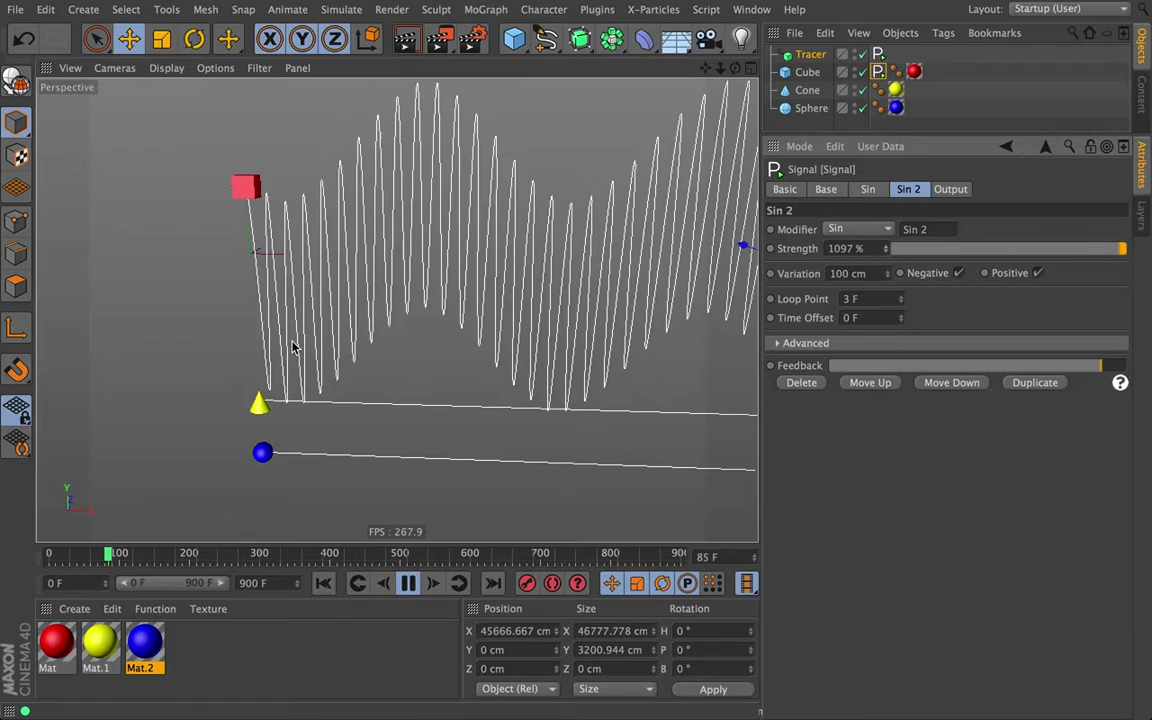 File Edit Create Select Tools Mesh Snap Animate Simulate Render Sculpt MoGraph Character Plugins X-Particles Script Window Help Layout: Startup (User)
X Y Z
File Edit View Objects Tags Bookmarks
View Cameras Display Options Filter Panel
Perspective
Tracer
Cube
Cone
Sphere
Objects
Content
Mode Edit User Data
Signal [Signal]
Basic Base Sin Sin 2 Output
Sin 2
Modifier Sin Sin 2
Strength 1097 %
Variation 100 cm Negative Positive
Loop Point 3 F
Time Offset 0 F
Advanced
Feedback
Delete Move Up Move Down Duplicate ?
Attributes
Layers
Y
Z
X
FPS : 267.9
0 100 200 300 400 500 600 700 800 90 85 F
0 F 0 F 900 F 900 F
Create Edit Function Texture
Mat Mat.1 Mat.2
Position Size Rotation
X 45666.667 cm X 46777.778 cm H 0 °
Y 0 cm Y 3200.944 cm P 0 °
Z 0 cm Z 0 cm B 0 °
Object (Rel) Size Apply
MAXON
CINEMA 4D